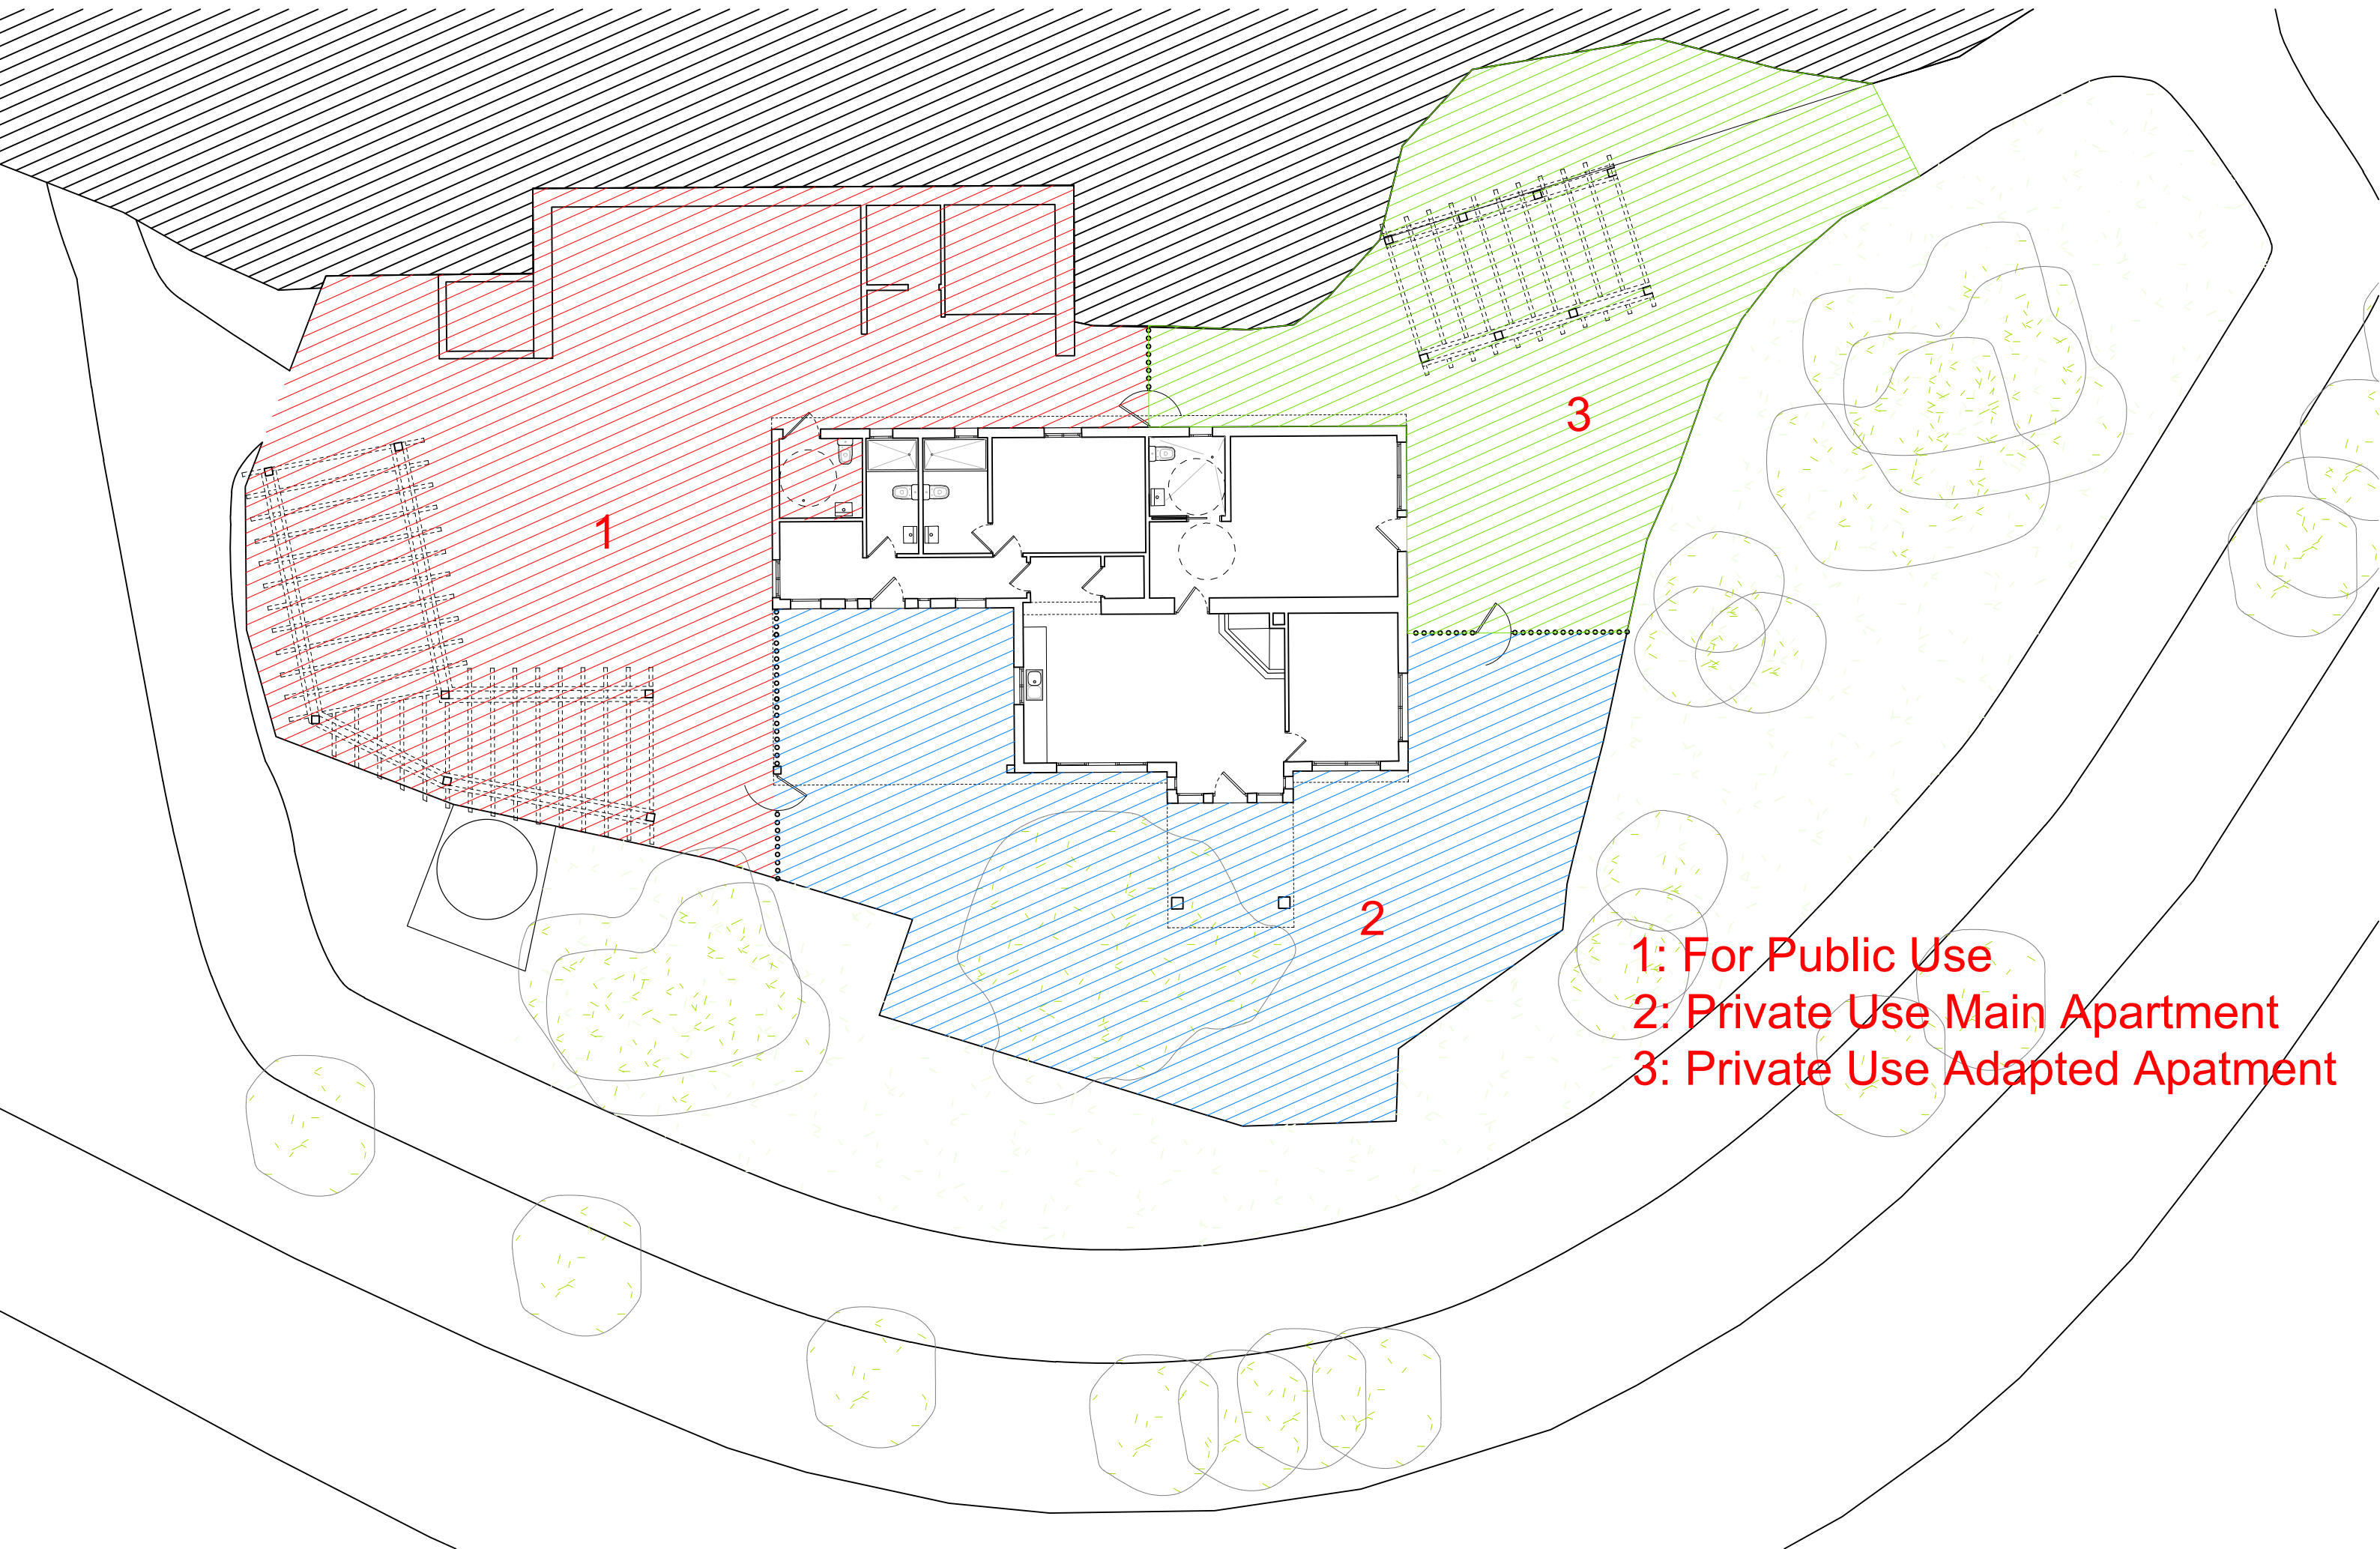 3
1
2
1: For Public Use
2: Private Use Main Apartment
3: Private Use Adapted Apatment